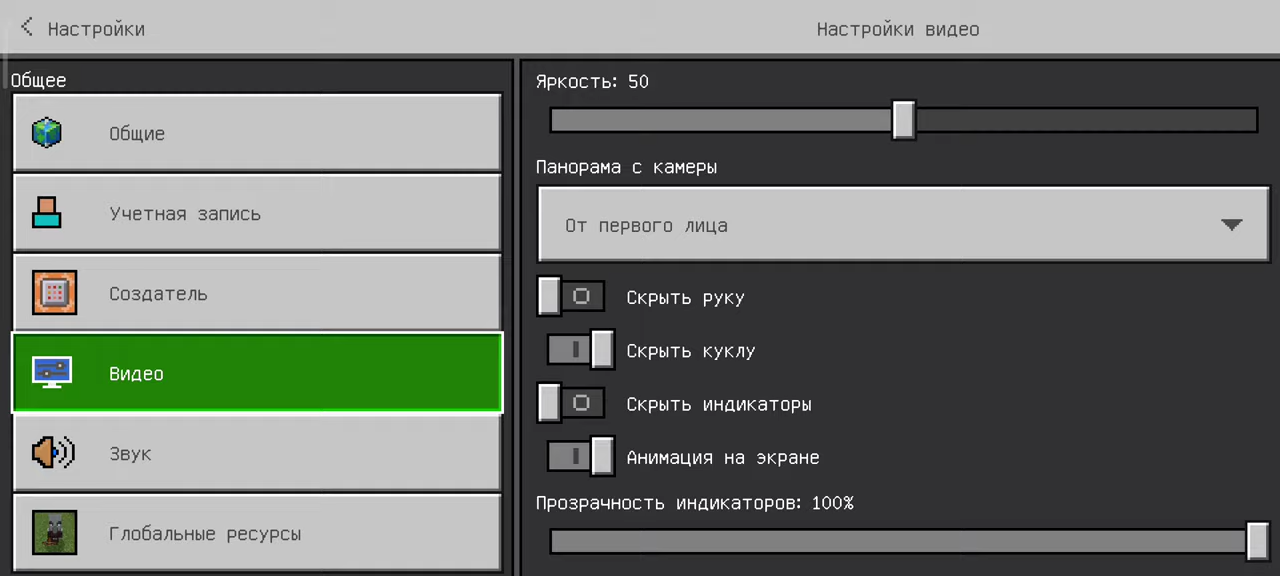 Настройки
Настройки видео
Общее
Общие
Учетная запись
Создатель
Видео
Звук
Глобальные ресурсы
Яркость: 50
Панорама с камеры
От первого лица
Скрыть руку
Скрыть куклу
Скрыть индикаторы
Анимация на экране
Прозрачность индикаторов: 100%